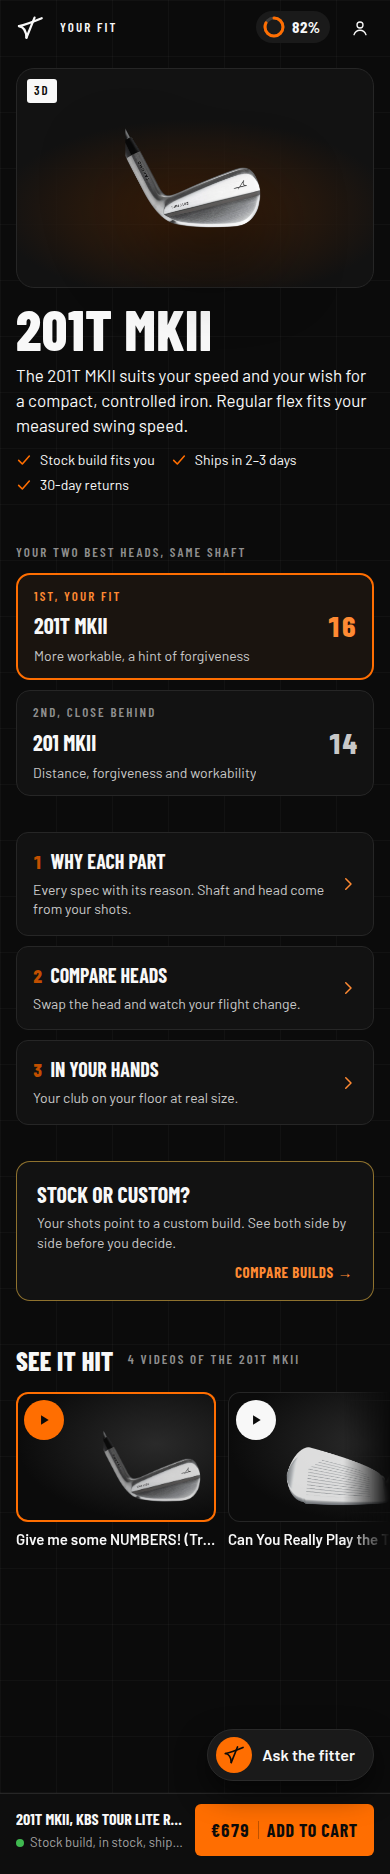 YOUR FIT
82%
3D
201T MKII
The 201T MKII suits your speed and your wish for
a compact, controlled iron. Regular flex fits your
measured swing speed.
Stock build fits you
Ships in 2–3 days
30-day returns
YOUR TWO BEST HEADS, SAME SHAFT
1ST, YOUR FIT
201T MKII
16
More workable, a hint of forgiveness
2ND, CLOSE BEHIND
201 MKII
14
Distance, forgiveness and workability
1 WHY EACH PART
Every spec with its reason. Shaft and head come
from your shots.
2 COMPARE HEADS
Swap the head and watch your flight change.
3 IN YOUR HANDS
Your club on your floor at real size.
STOCK OR CUSTOM?
Your shots point to a custom build. See both side by
side before you decide.
COMPARE BUILDS →
SEE IT HIT 4 VIDEOS OF THE 201T MKII
Give me some NUMBERS! (Tr...
Can You Really Play the T
Ask the fitter
201T MKII, KBS TOUR LITE R...
Stock build, in stock, ship...
€679 ADD TO CART